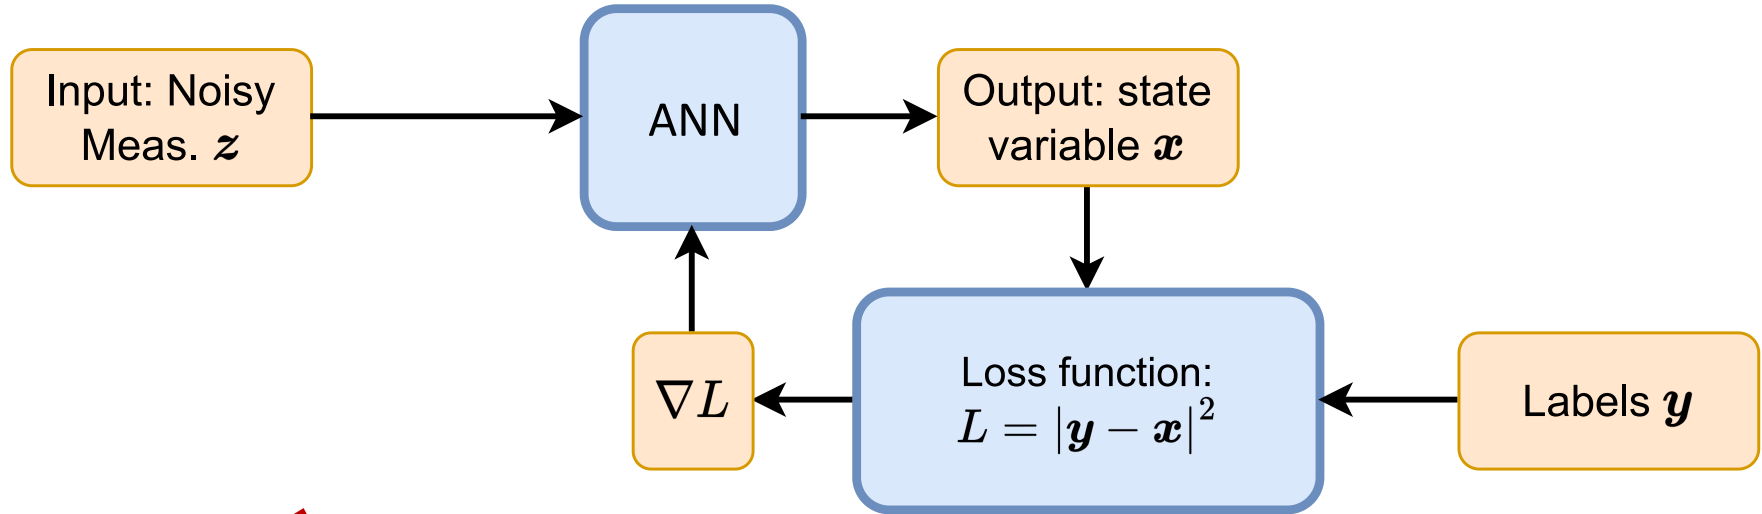 Input: Noisy
Meas. z
ANN
Output: state
variable x
∇L
Loss function:
L = |y − x|²
Labels y